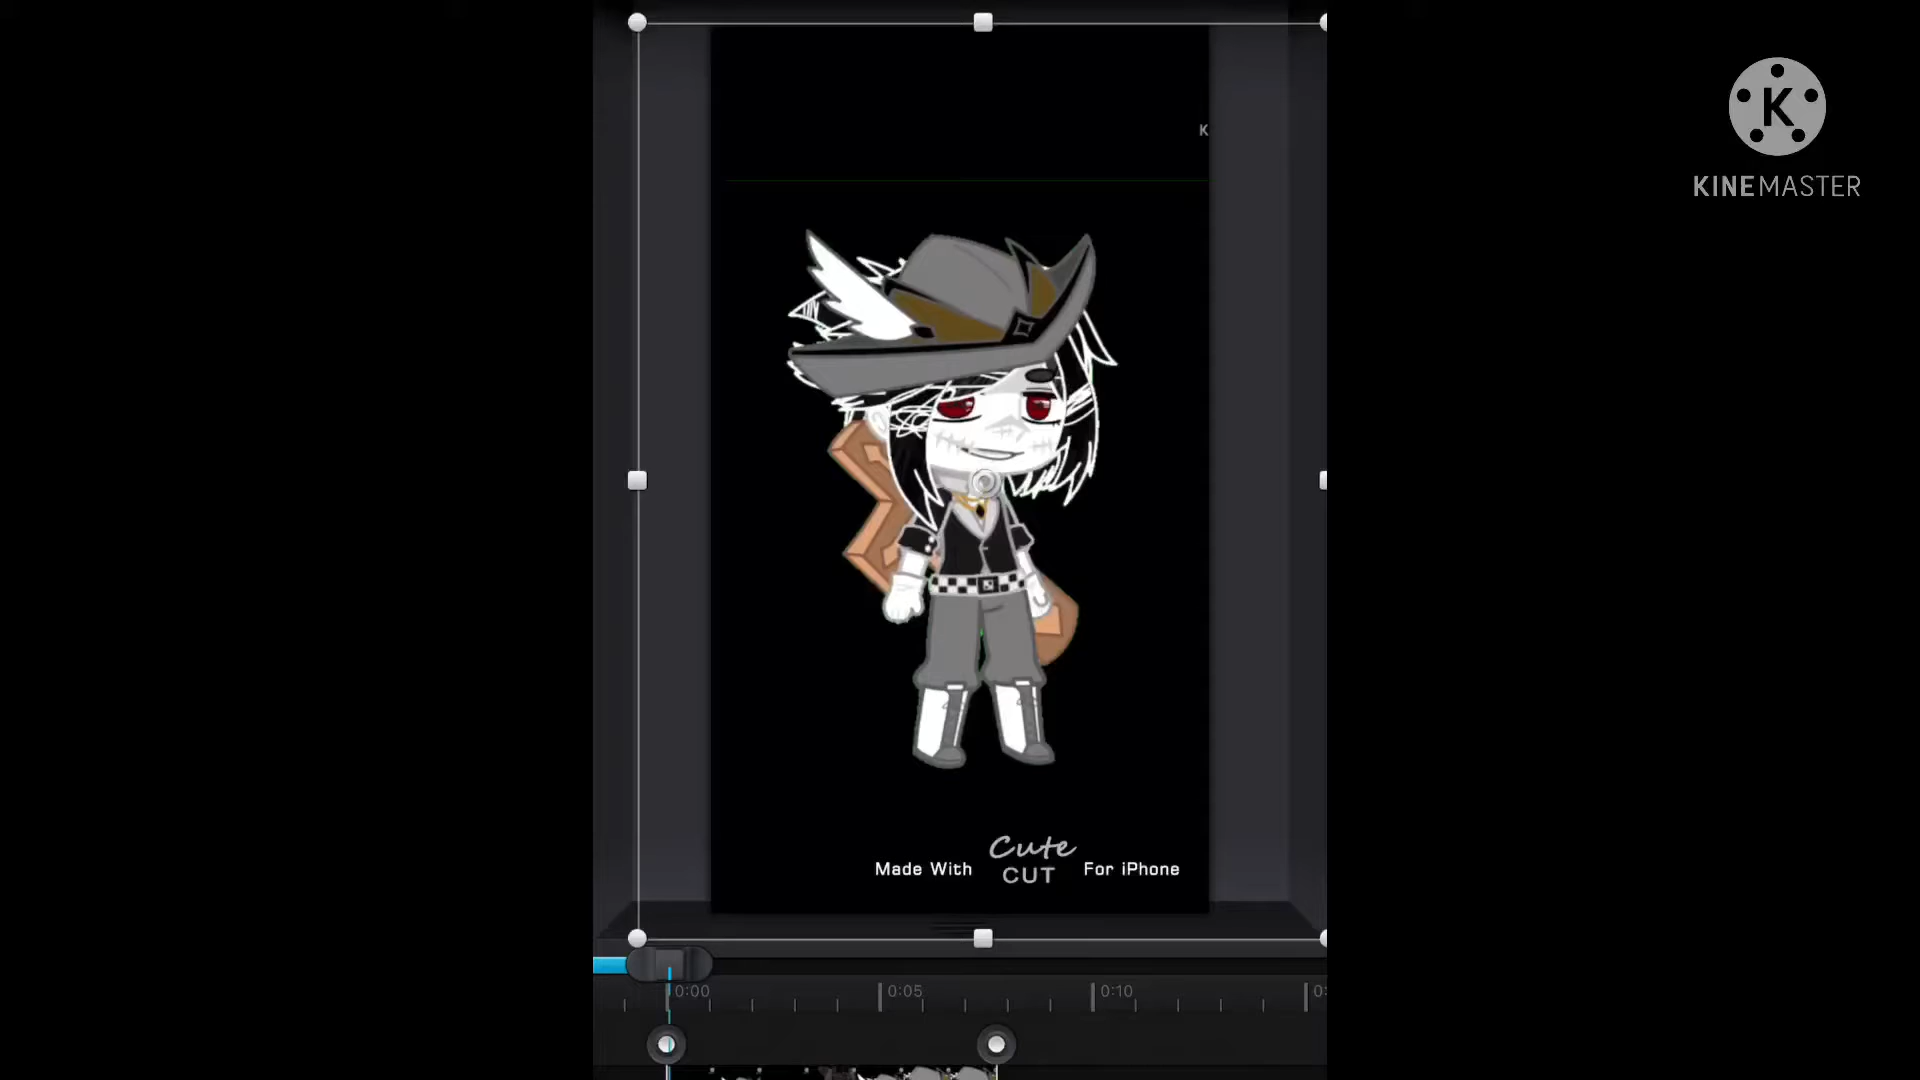 K
K
KINEMASTER
Cute
Made With CUT For iPhone
0:00 0:05 0:10